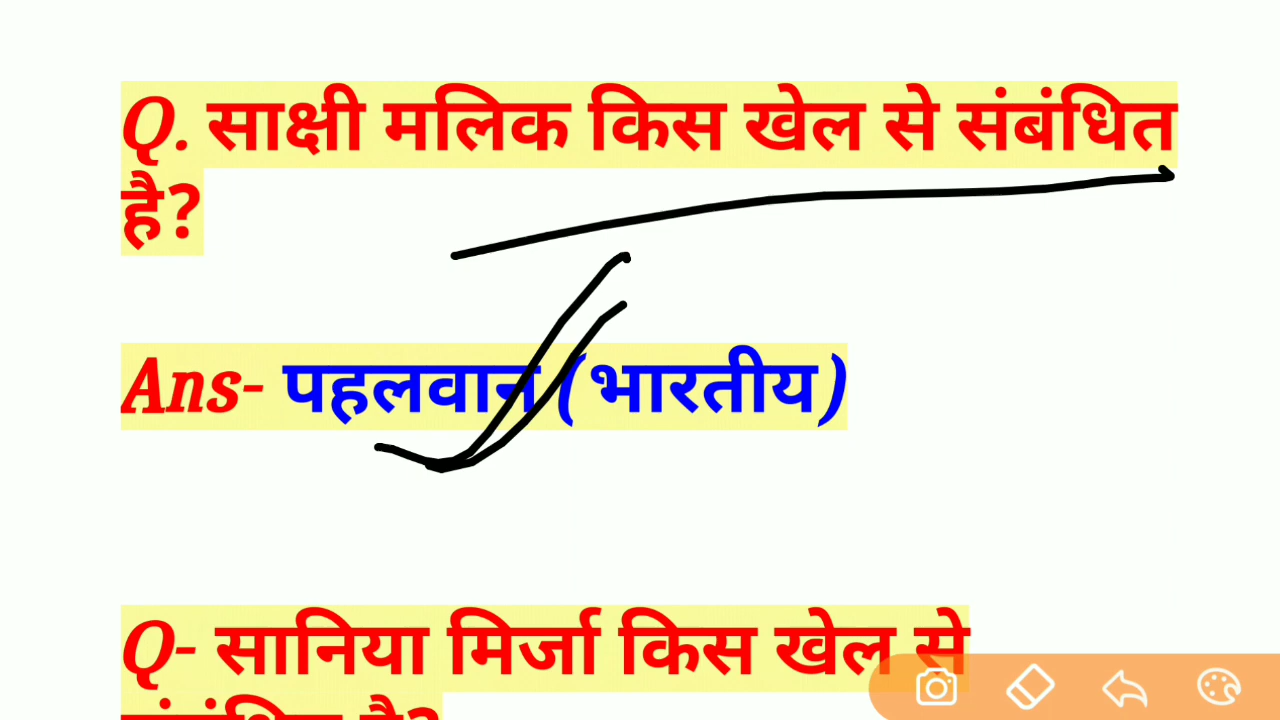 Q. साक्षी मलिक किस खेल से संबंधित
है?
Ans- पहलवान (भारतीय)
Q- सानिया मिर्जा किस खेल से
संबंधित है?